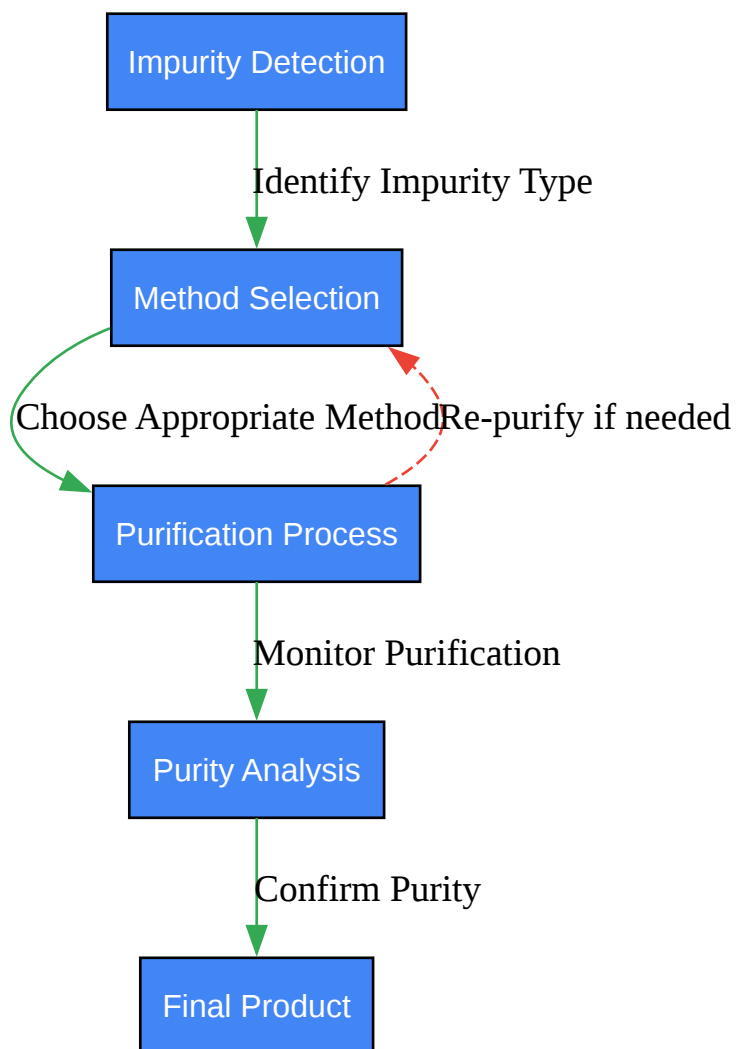 Impurity Detection
Identify Impurity Type
Method Selection
Choose Appropriate Method
Re-purify if needed
Purification Process
Monitor Purification
Purity Analysis
Confirm Purity
Final Product